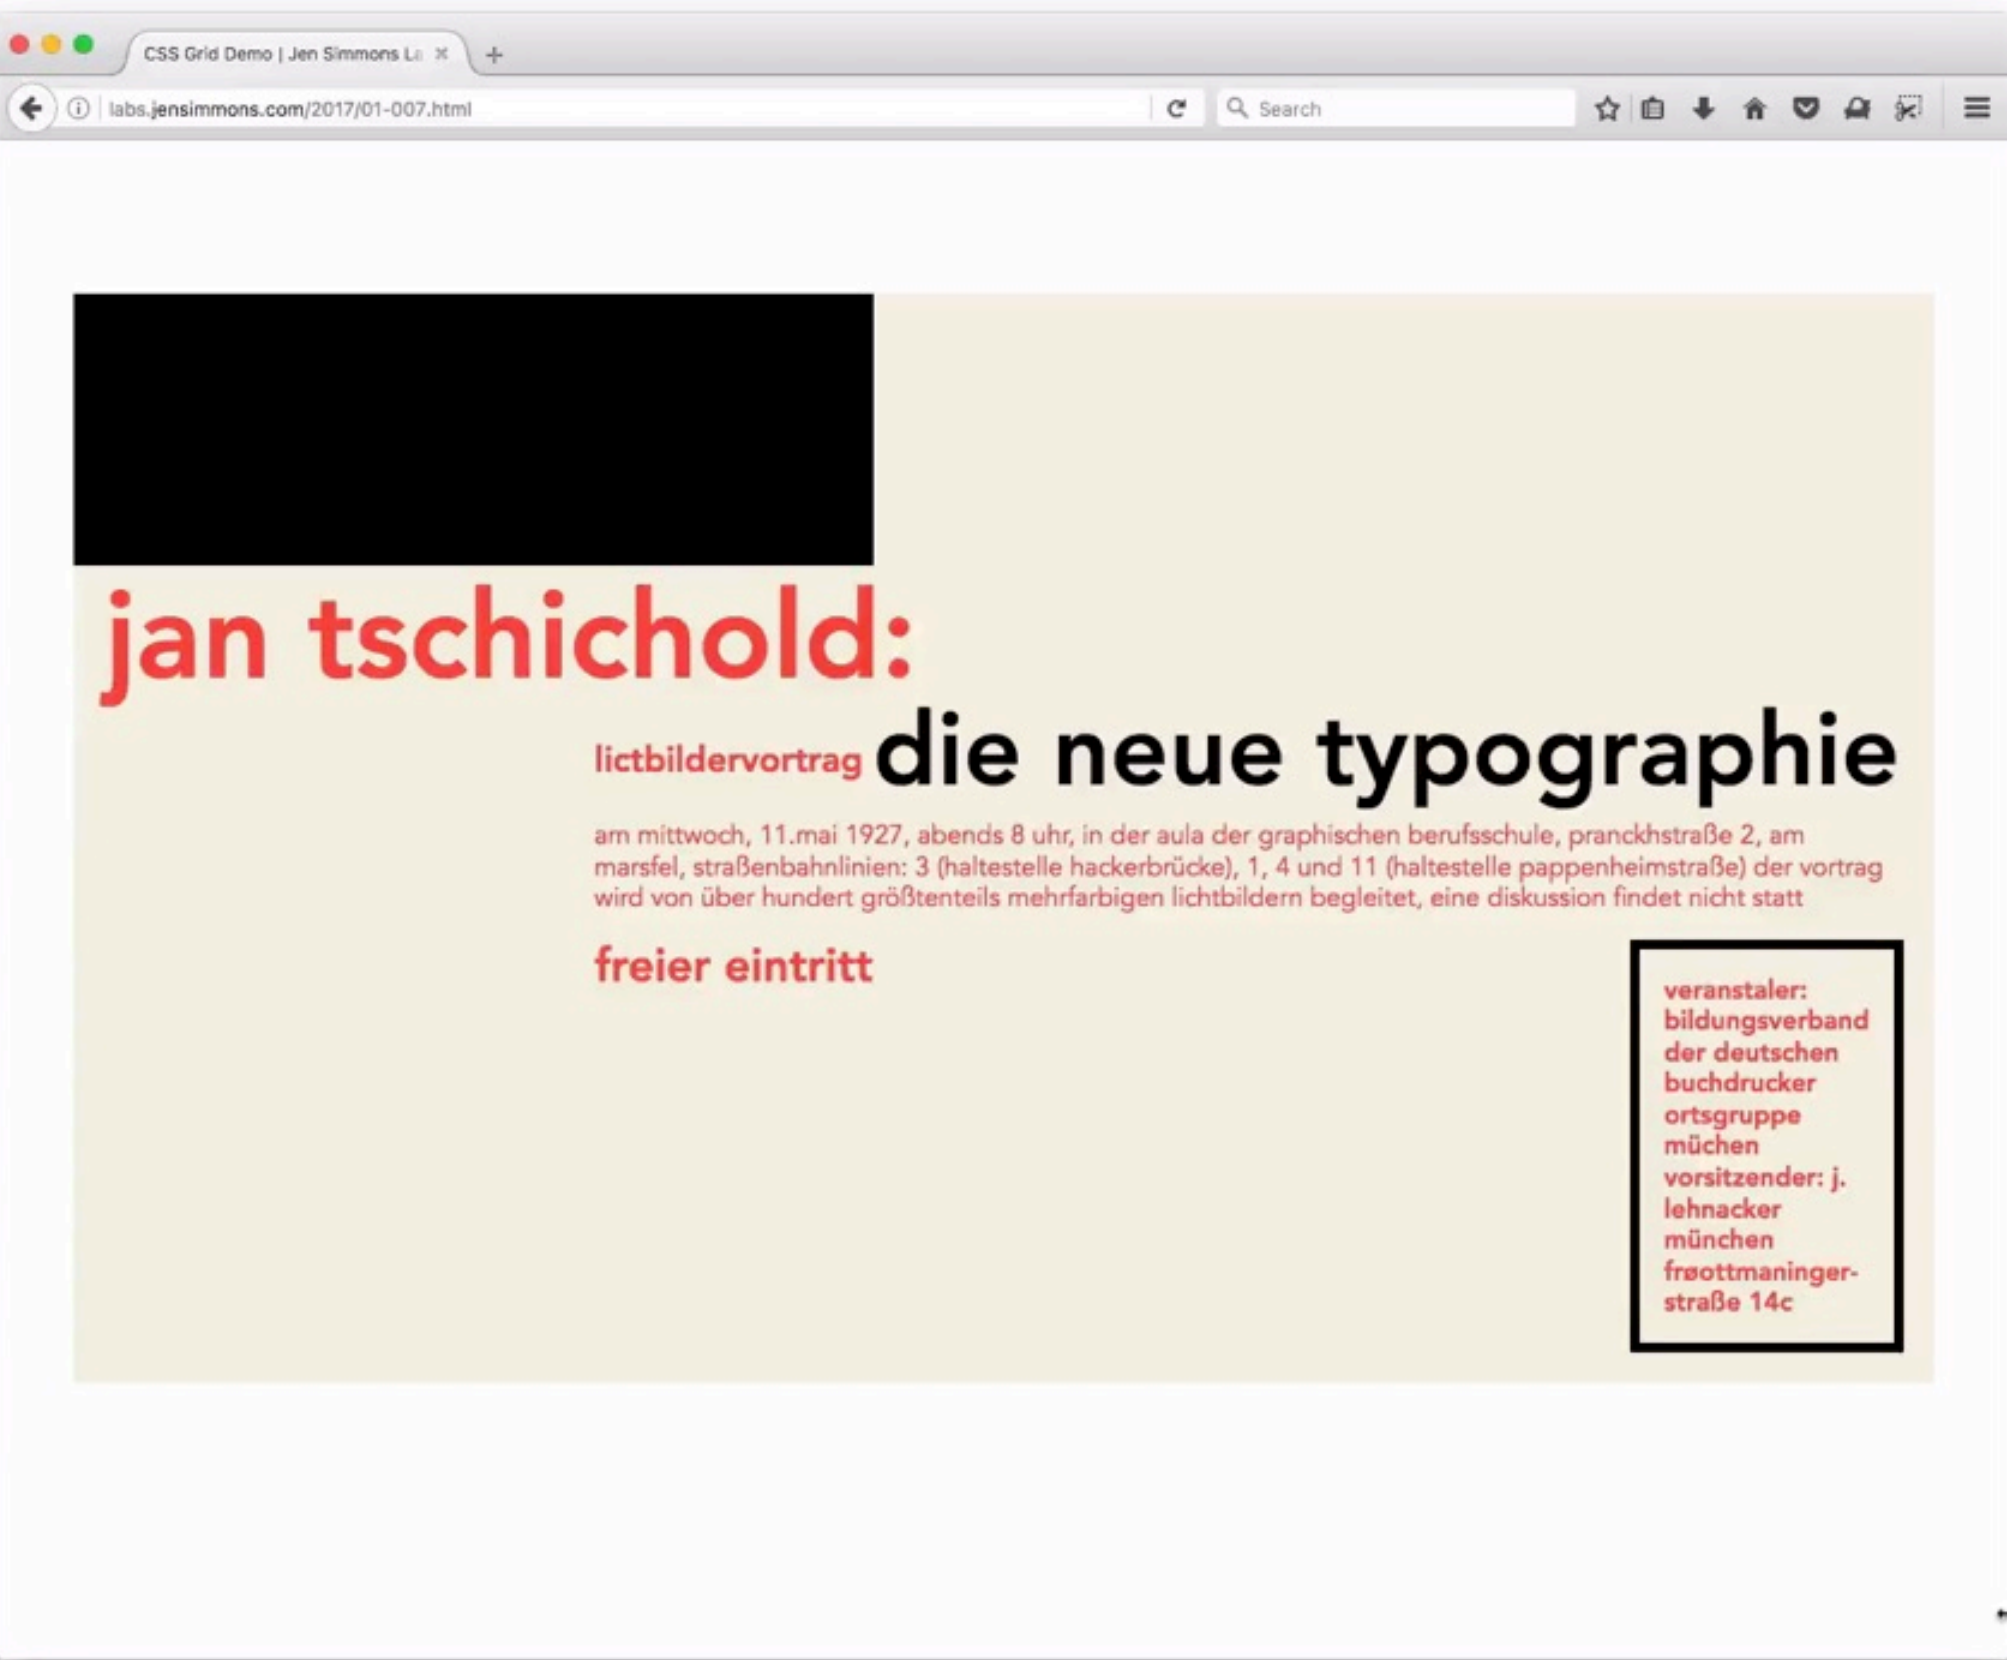 CSS Grid Demo | Jen Simmons La
labs.jensimmons.com/2017/01-007.html
Search
jan tschichold:
lictbildervortrag die neue typographie
am mittwoch, 11.mai 1927, abends 8 uhr, in der aula der graphischen berufsschule, pranckhstraße 2, am
marsfel, straßenbahnlinien: 3 (haltestelle hackerbrücke), 1, 4 und 11 (haltestelle pappenheimstraße) der vortrag
wird von über hundert größtenteils mehrfarbigen lichtbildern begleitet, eine diskussion findet nicht statt
freier eintritt
veranstaler:
bildungsverband
der deutschen
buchdrucker
ortsgruppe
müchen
vorsitzender: j.
lehnacker
münchen
frøottmaninger-
straße 14c